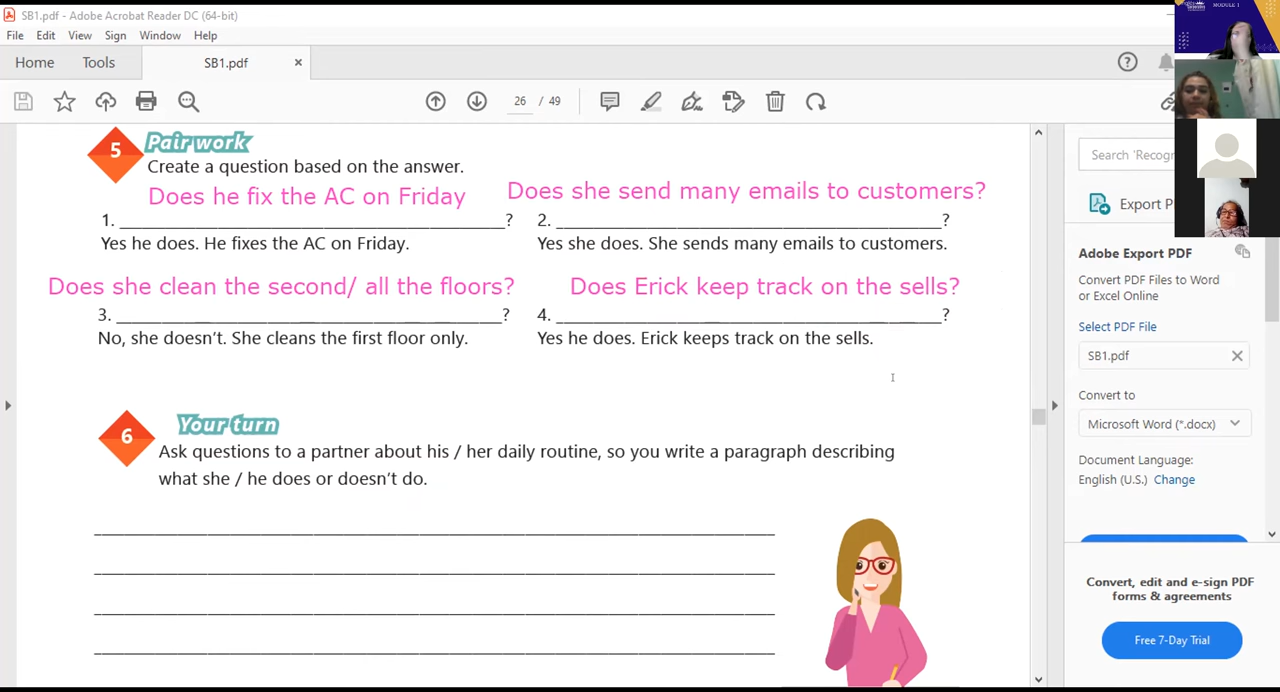 SB1.pdf - Adobe Acrobat Reader DC (64-bit)
MODULE 1
File Edit View Sign Window Help
Home Tools SB1.pdf
26 / 49
5 Pair work
Create a question based on the answer.
Does he fix the AC on Friday
Does she send many emails to customers?
1. ________________________________________?
2. ________________________________________?
Yes he does. He fixes the AC on Friday.
Yes she does. She sends many emails to customers.
Does she clean the second/ all the floors?
Does Erick keep track on the sells?
3. ________________________________________?
4. ________________________________________?
No, she doesn't. She cleans the first floor only.
Yes he does. Erick keeps track on the sells.
6 Your turn
Ask questions to a partner about his / her daily routine, so you write a paragraph describing
what she / he does or doesn't do.
Search 'Recogn
Export P
Adobe Export PDF
Convert PDF Files to Word
or Excel Online
Select PDF File
SB1.pdf
Convert to
Microsoft Word (*.docx)
Document Language:
English (U.S.) Change
Convert, edit and e-sign PDF
forms & agreements
Free 7-Day Trial